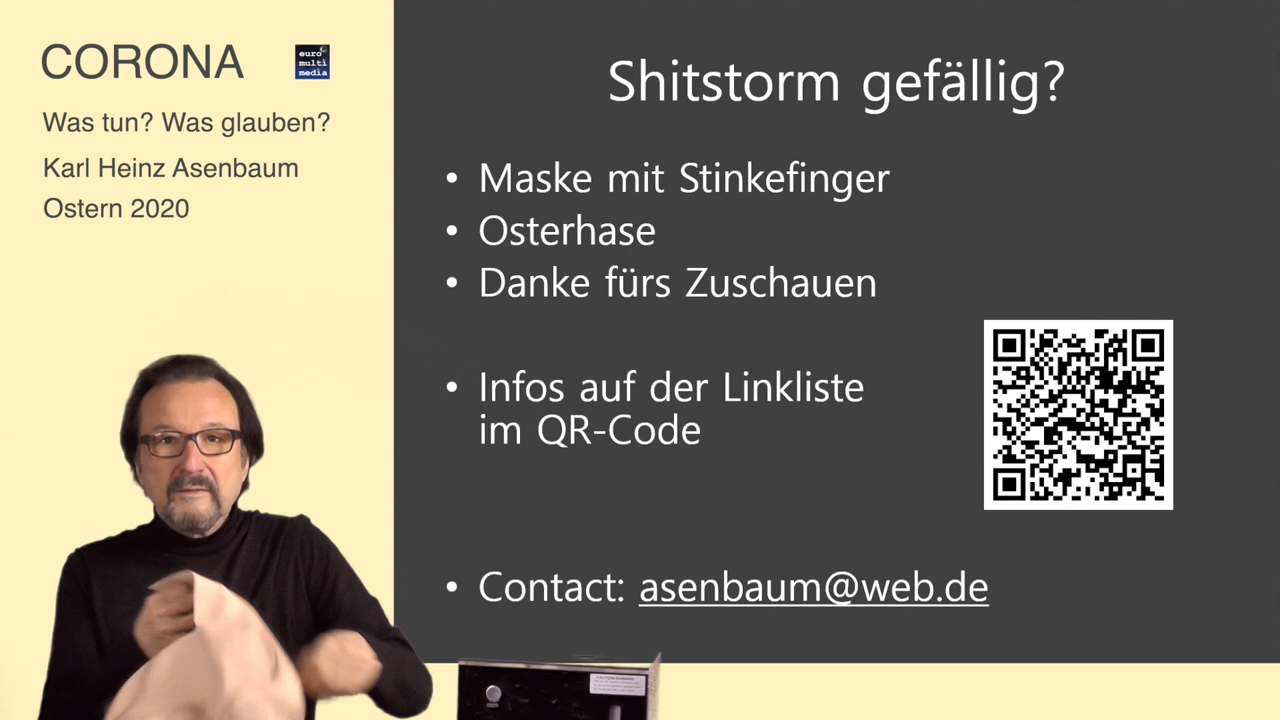 CORONA
euro
multi
media
Was tun? Was glauben?
Karl Heinz Asenbaum
Ostern 2020
Shitstorm gefällig?
• Maske mit Stinkefinger
• Osterhase
• Danke fürs Zuschauen
• Infos auf der Linkliste
im QR-Code
• Contact: asenbaum@web.de
CAUTION WARNING